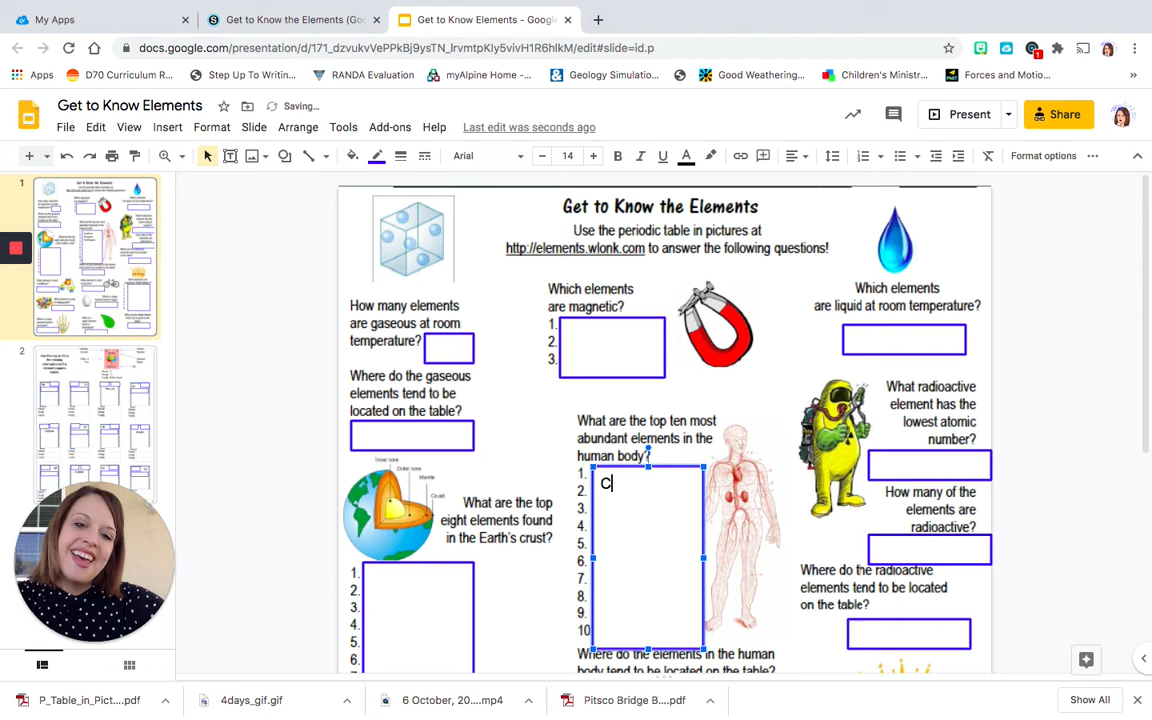 My Apps
Get to Know the Elements (Goo
Get to Know Elements - Google
docs.google.com/presentation/d/171_dzvukvVePPkBj9ysTN_lrvmtpKIy5vivH1R6hlkM/edit#slide=id.p
Apps
D70 Curriculum R...
Step Up To Writin...
RANDA Evaluation
myAlpine Home -...
Geology Simulatio...
Good Weathering...
Children's Ministr...
Forces and Motio...
Get to Know Elements
Saving...
File Edit View Insert Format Slide Arrange Tools Add-ons Help
Last edit was seconds ago
Present
Share
Arial
14
Format options
1
2
Get to Know the Elements
Use the periodic table in pictures at
http://elements.wlonk.com to answer the following questions!
How many elements
are gaseous at room
temperature?
Where do the gaseous
elements tend to be
located on the table?
Inner core
Outer core
Mantle
Crust
What are the top
eight elements found
in the Earth's crust?
1.
2.
3.
4.
5.
6.
Which elements
are magnetic?
1.
2.
3.
What are the top ten most
abundant elements in the
human body?
1.
C
2.
3.
4.
5.
6.
7.
8.
9.
10
Where do the elements in the human
body tend to be located on the table?
Which elements
are liquid at room temperature?
What radioactive
element has the
lowest atomic
number?
How many of the
elements are
radioactive?
Where do the radioactive
elements tend to be located
on the table?
P_Table_in_Pict....pdf
4days_gif.gif
6 October, 20....mp4
Pitsco Bridge B....pdf
Show All